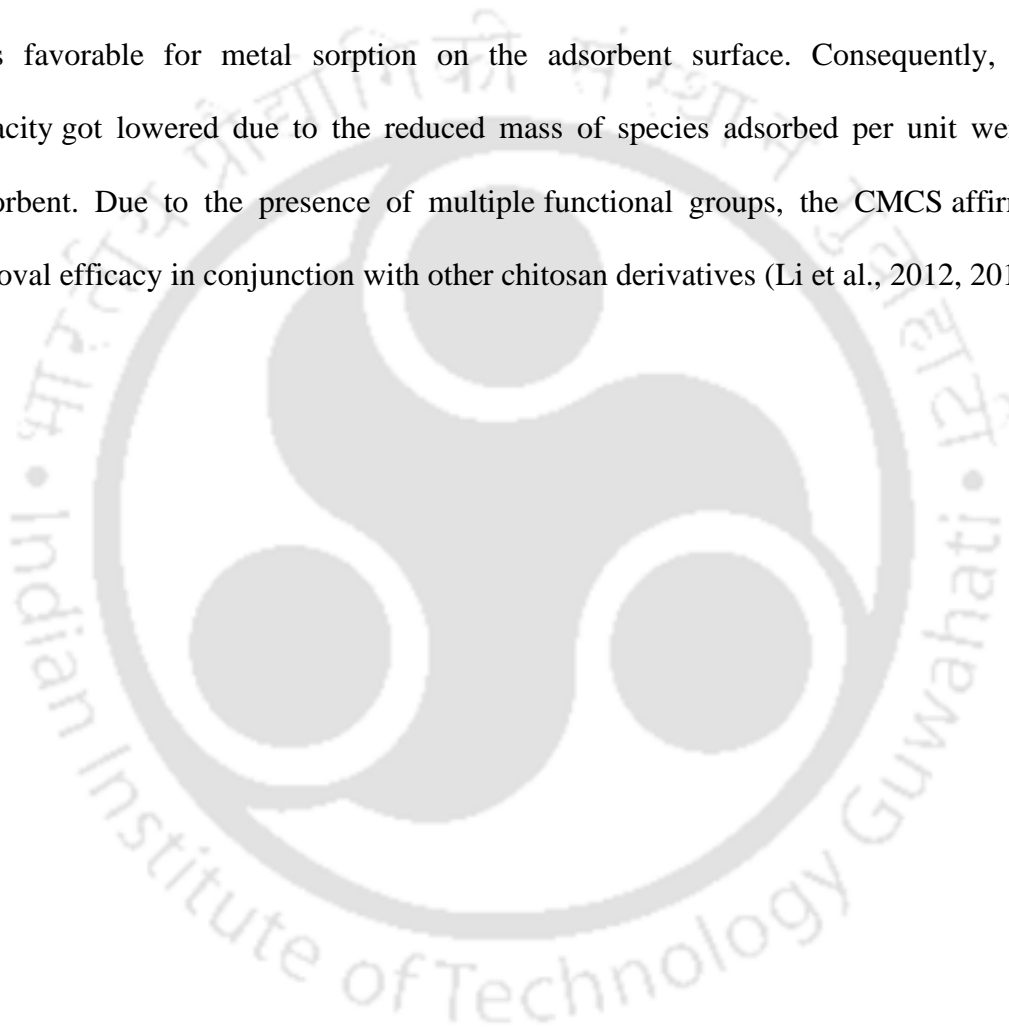 s favorable for metal sorption on the adsorbent surface. Consequently,
acity got lowered due to the reduced mass of species adsorbed per unit we
orbent. Due to the presence of multiple functional groups, the CMCS affir
oval efficacy in conjunction with other chitosan derivatives (Li et al., 2012, 201
भारतीय प्रौद्योगिकी संस्थान गुवाहाटी
Indian Institute of Technology Guwahati